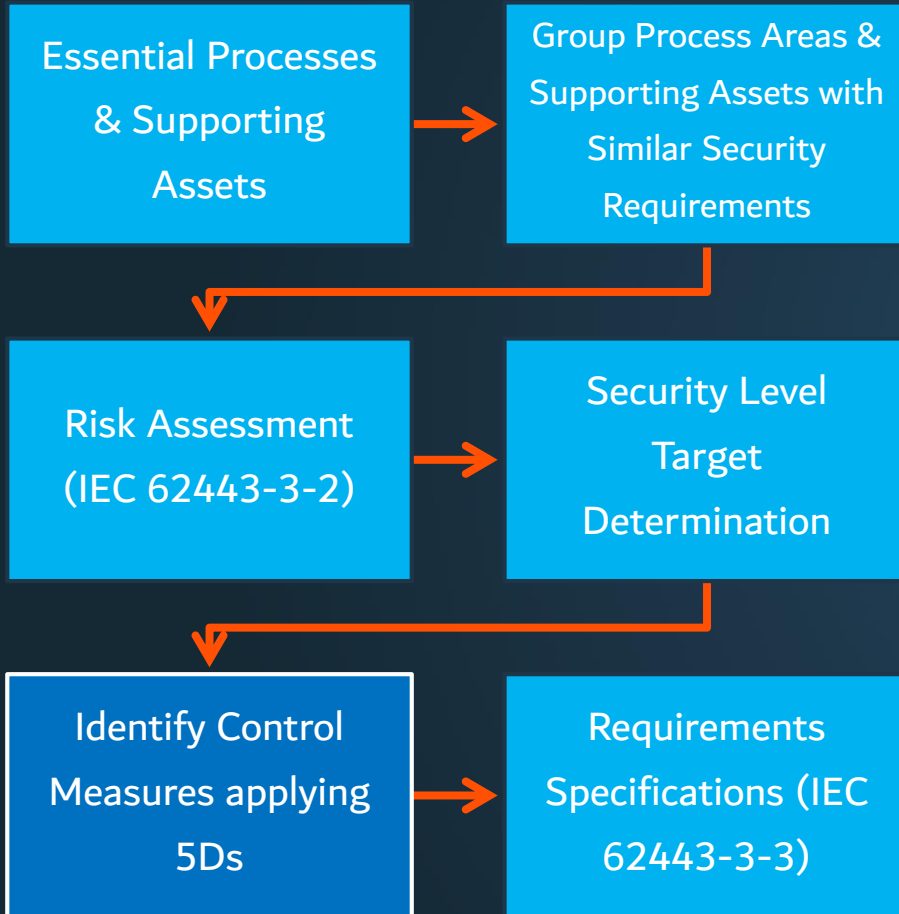 Essential Processes
& Supporting
Assets
Group Process Areas &
Supporting Assets with
Similar Security
Requirements
Risk Assessment
(IEC 62443-3-2)
Security Level
Target
Determination
Identify Control
Measures applying
5Ds
Requirements
Specifications (IEC
62443-3-3)